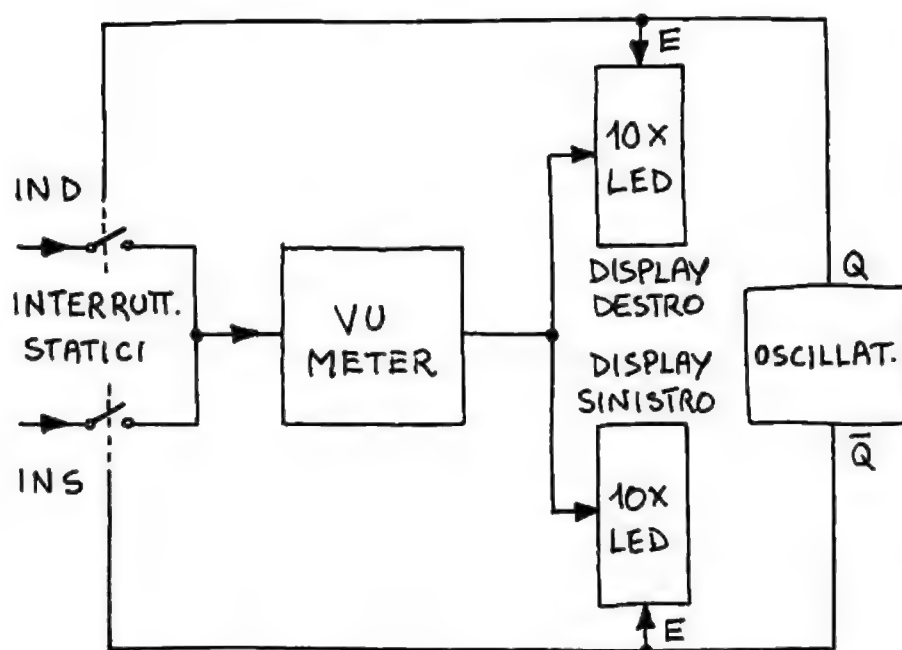 E
10X
LED
IND
DISPLAY
DESTRO
Q
INTERRUTT.
STATICI
VU
METER
OSCILLAT.
DISPLAY
SINISTRO
Q̅
INS
10X
LED
E